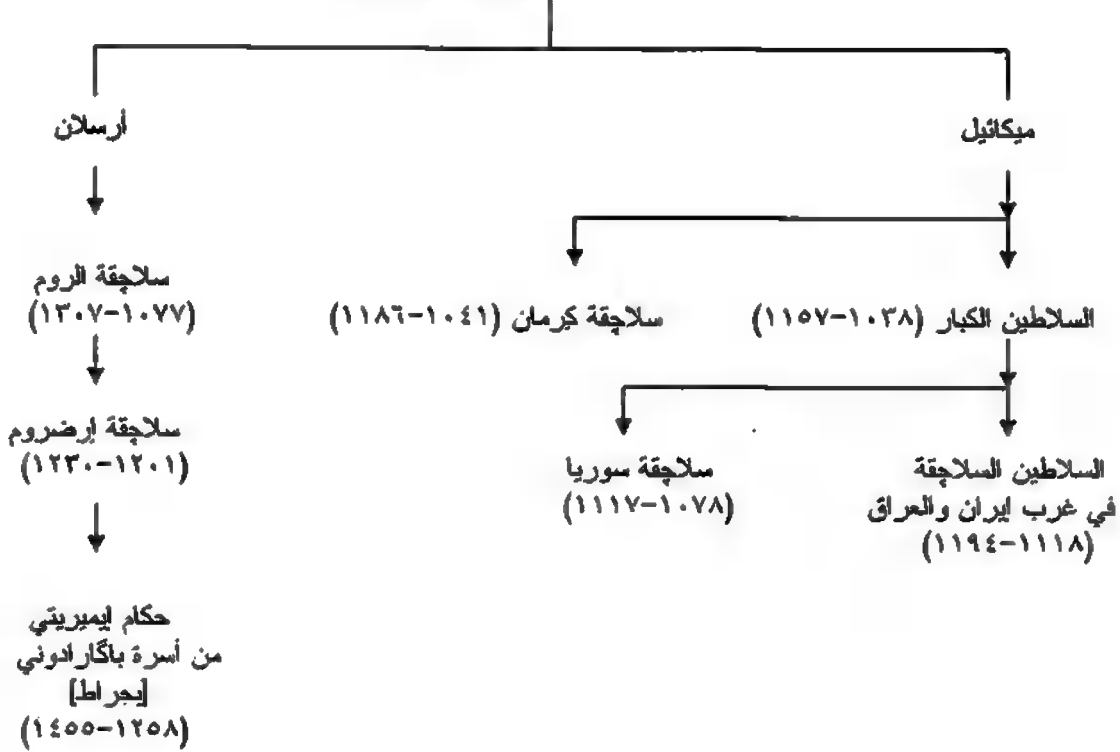 ميكائيل
أرسلان
السلاطين الكبار (١٠٣٨-١١٥٧)
سلاجقة كرمان (١٠٤١-١١٨٦)
سلاجقة الروم
(١٠٧٧-١٣٠٧)
السلاطين السلاجقة
في غرب إيران والعراق
(١١١٨-١١٩٤)
سلاجقة سوريا
(١٠٧٨-١١١٧)
سلاجقة إرضروم
(١٢٠١-١٢٣٠)
حكام إيميريتي
من أسرة باگارادوني
[بجراط]
(١٢٥٨-١٤٥٥)